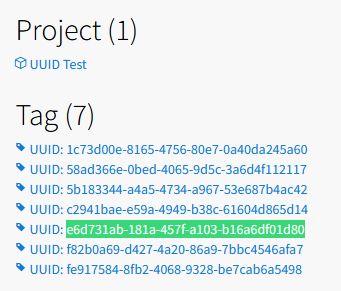 Project (1)
UUID Test
Tag (7)
UUID: 1c73d00e-8165-4756-80e7-0a40da245a60
UUID: 58ad366e-0bed-4065-9d5c-3a6d4f112117
UUID: 5b183344-a4a5-4734-a967-53e687b4ac42
UUID: c2941bae-e59a-4949-b38c-61604d865d14
UUID: e6d731ab-181a-457f-a103-b16a6df01d80
UUID: f82b0a69-d427-4a20-86a9-7bbc4546afa7
UUID: fe917584-8fb2-4068-9328-be7cab6a5498